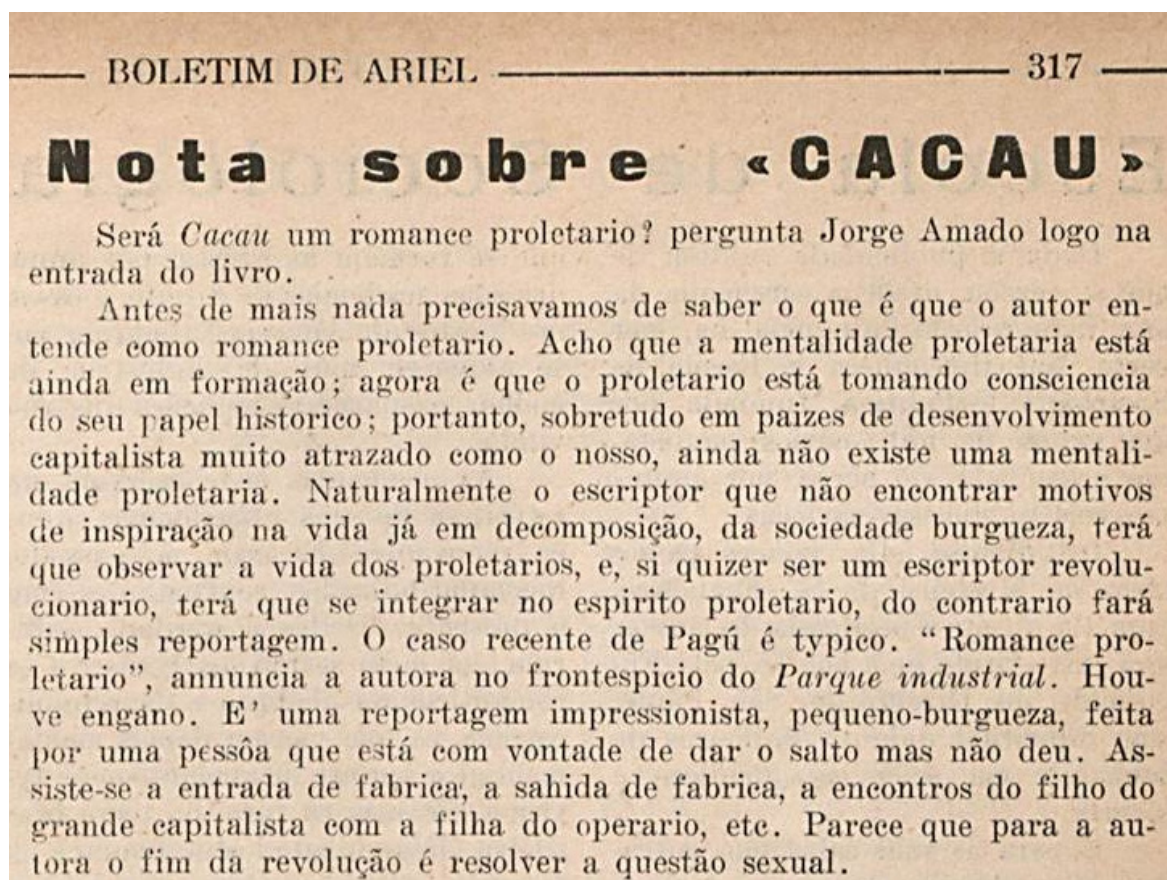 BOLETIM DE ARIEL 317
Nota sobre «CACAU»
Será Cacau um romance proletario? pergunta Jorge Amado logo na
entrada do livro.
Antes de mais nada precisavamos de saber o que é que o autor en-
tende como romance proletario. Acho que a mentalidade proletaria está
ainda em formação; agora é que o proletario está tomando consciencia
do seu papel historico; portanto, sobretudo em paizes de desenvolvimento
capitalista muito atrazado como o nosso, ainda não existe uma mentali-
dade proletaria. Naturalmente o escriptor que não encontrar motivos
de inspiração na vida já em decomposição, da sociedade burgueza, terá
que observar a vida dos proletarios, e, si quizer ser um escriptor revolu-
cionario, terá que se integrar no espirito proletario, do contrario fará
simples reportagem. O caso recente de Pagú é typico. “Romance pro-
letario”, annuncia a autora no frontespicio do Parque industrial. Hou-
ve engano. E' uma reportagem impressionista, pequeno-burgueza, feita
por uma pessôa que está com vontade de dar o salto mas não deu. As-
siste-se a entrada de fabrica, a sahida de fabrica, a encontros do filho do
grande capitalista com a filha do operario, etc. Parece que para a au-
tora o fim da revolução é resolver a questão sexual.